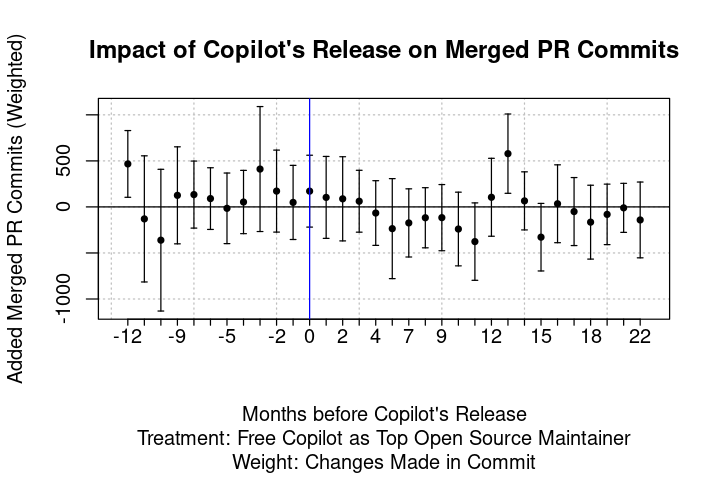 Impact of Copilot's Release on Merged PR Commits
Added Merged PR Commits (Weighted)
500
0
-1000
-12 -9 -5 -2 0 2 4 7 9 12 15 18 22
Months before Copilot's Release
Treatment: Free Copilot as Top Open Source Maintainer
Weight: Changes Made in Commit